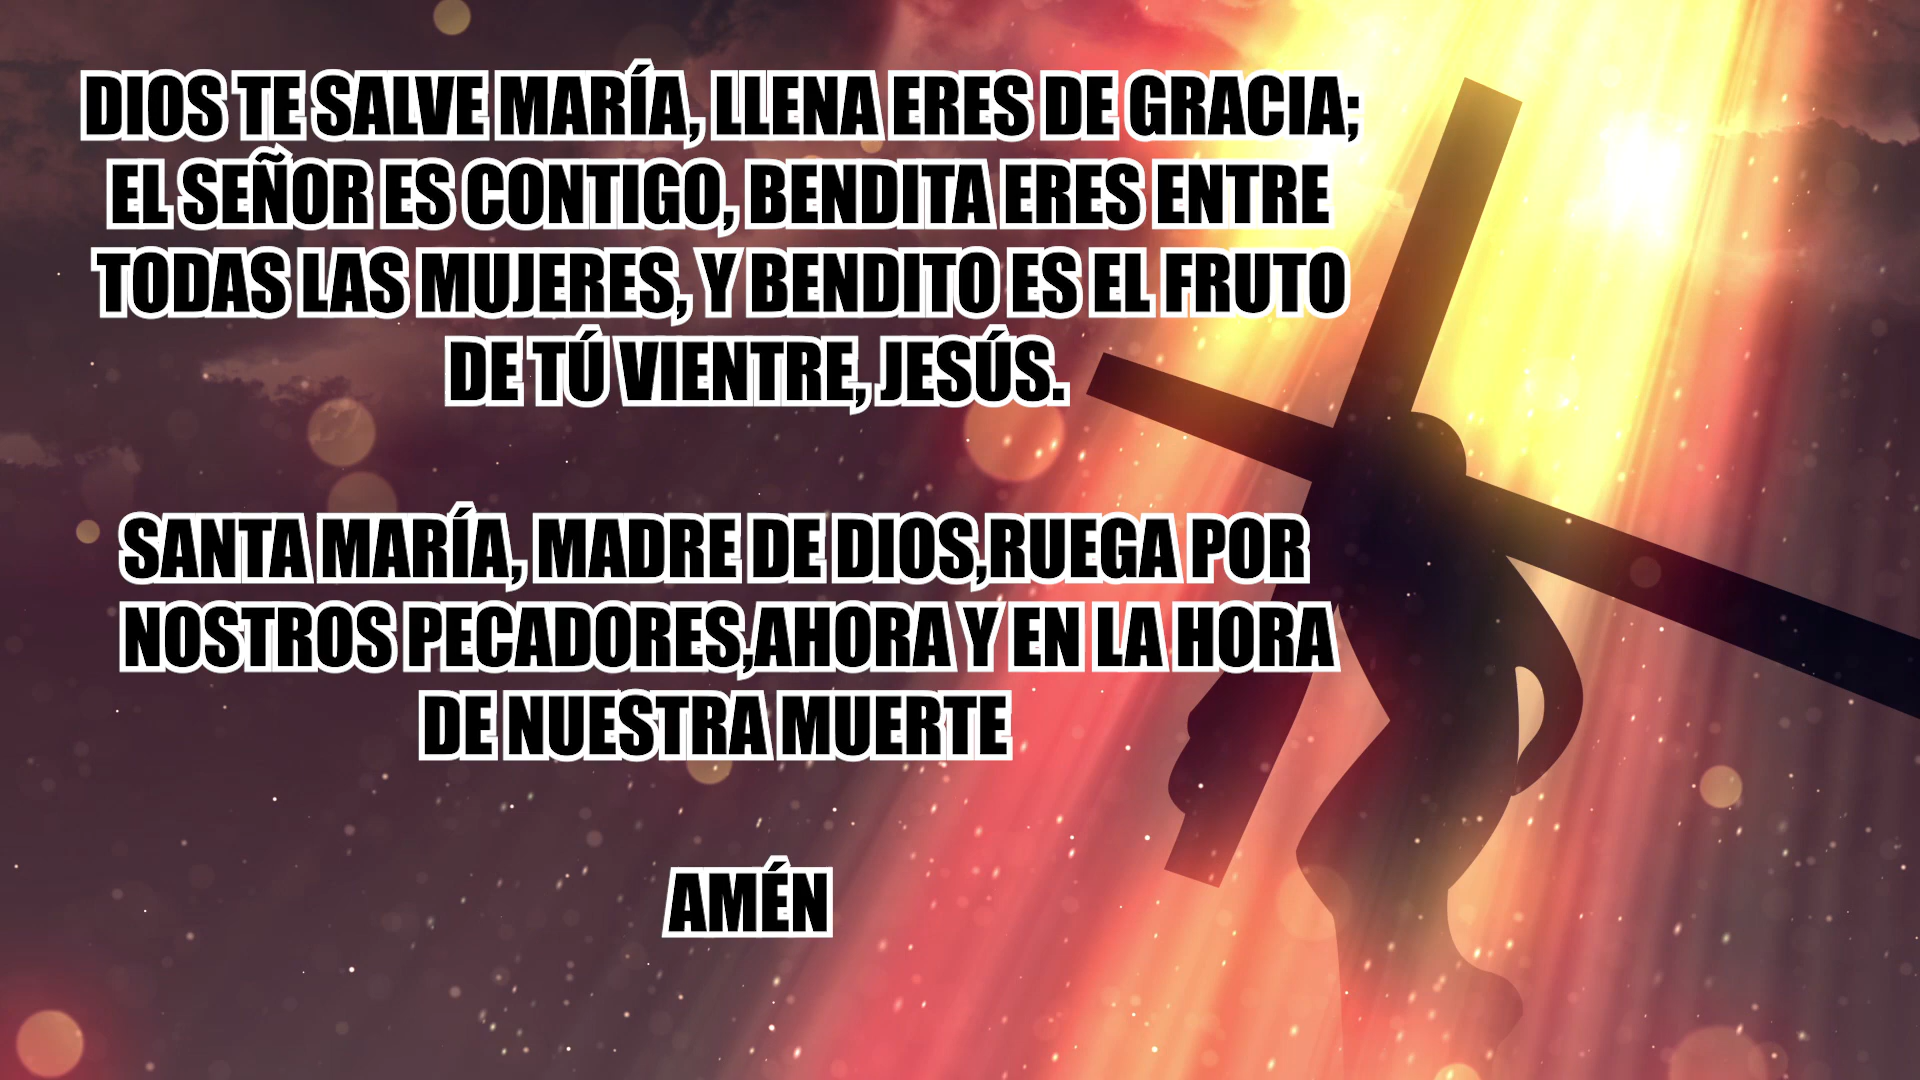 DIOS TE SALVE MARÍA, LLENA ERES DE GRACIA;
EL SEÑOR ES CONTIGO, BENDITA ERES ENTRE
TODAS LAS MUJERES, Y BENDITO ES EL FRUTO
DE TÚ VIENTRE, JESÚS.
SANTA MARÍA, MADRE DE DIOS,RUEGA POR
NOSTROS PECADORES,AHORA Y EN LA HORA
DE NUESTRA MUERTE
AMÉN